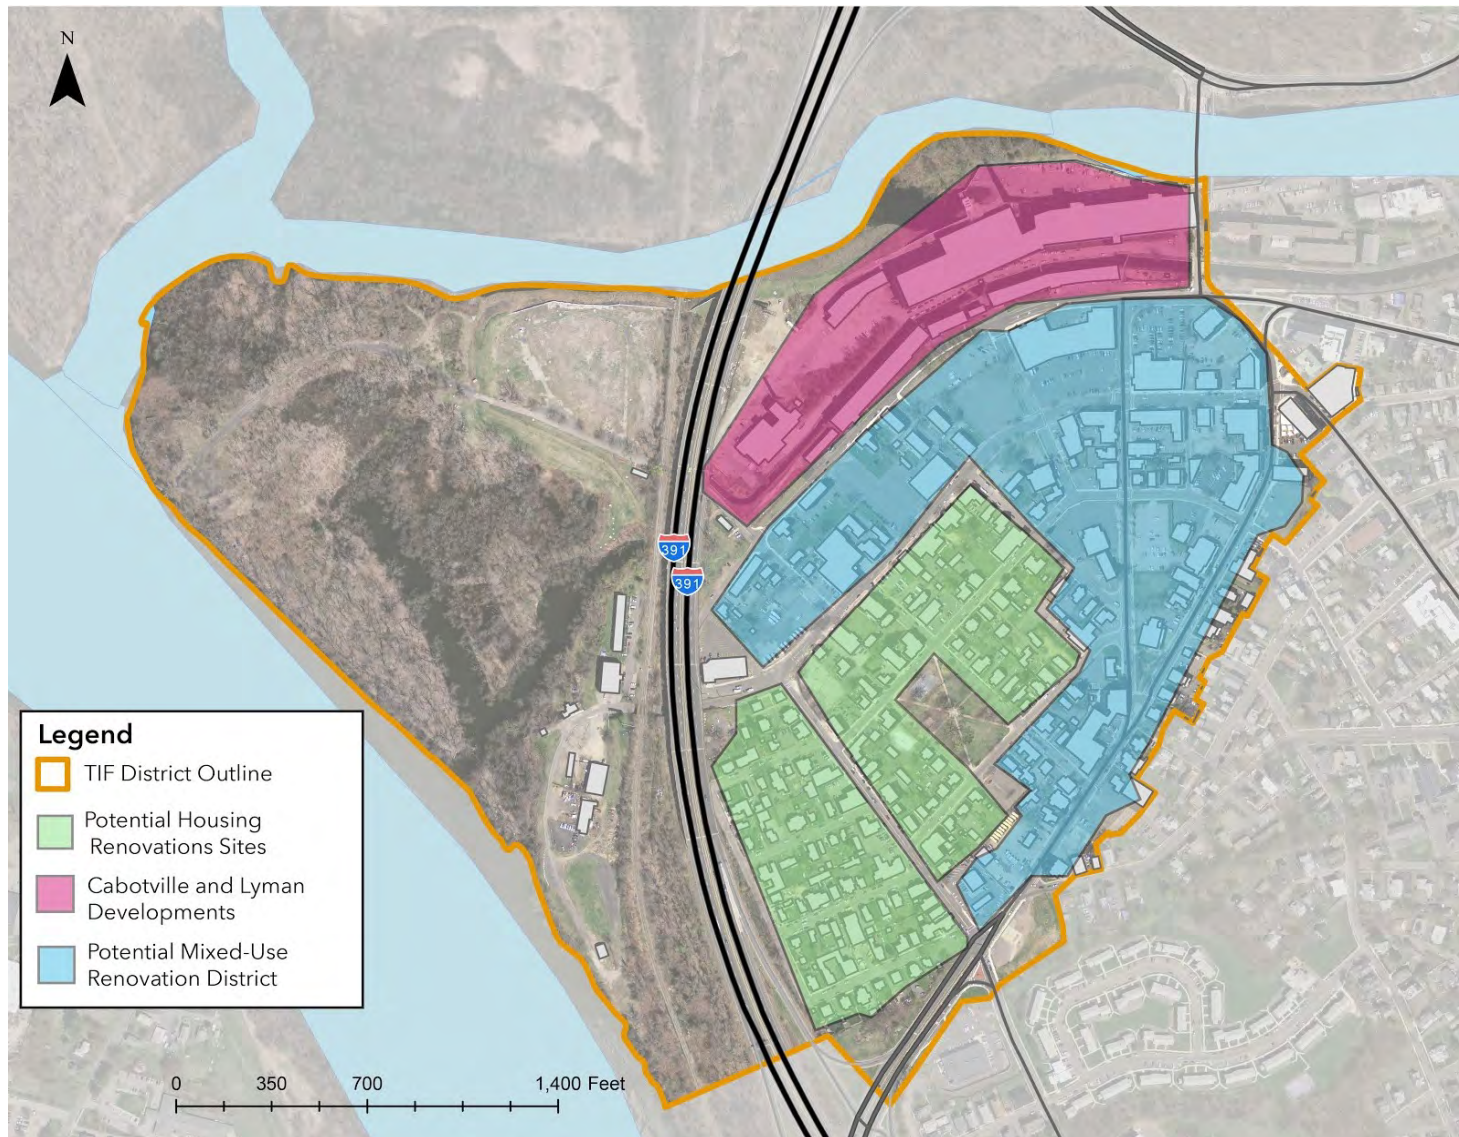 N
391
391
Legend
TIF District Outline
Potential Housing
Renovations Sites
Cabotville and Lyman
Developments
Potential Mixed-Use
Renovation District
0 350 700 1,400 Feet